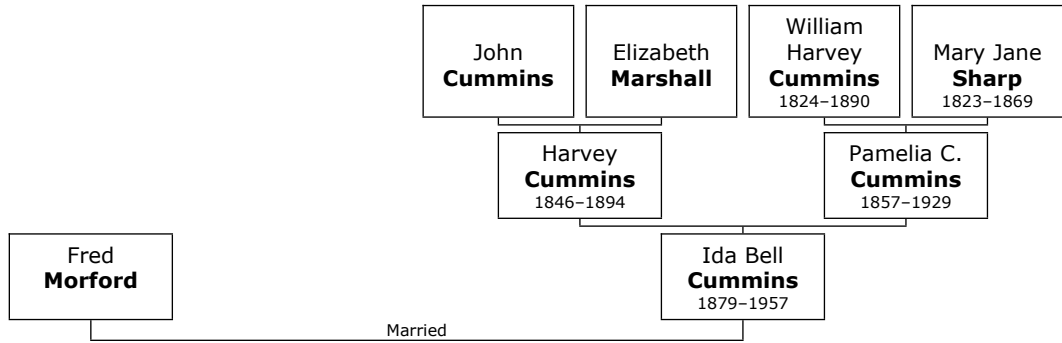 John
Cummins
Elizabeth
Marshall
William
Harvey
Cummins
1824–1890
Mary Jane
Sharp
1823–1869
Harvey
Cummins
1846–1894
Pamelia C.
Cummins
1857–1929
Fred
Morford
Ida Bell
Cummins
1879–1957
Married